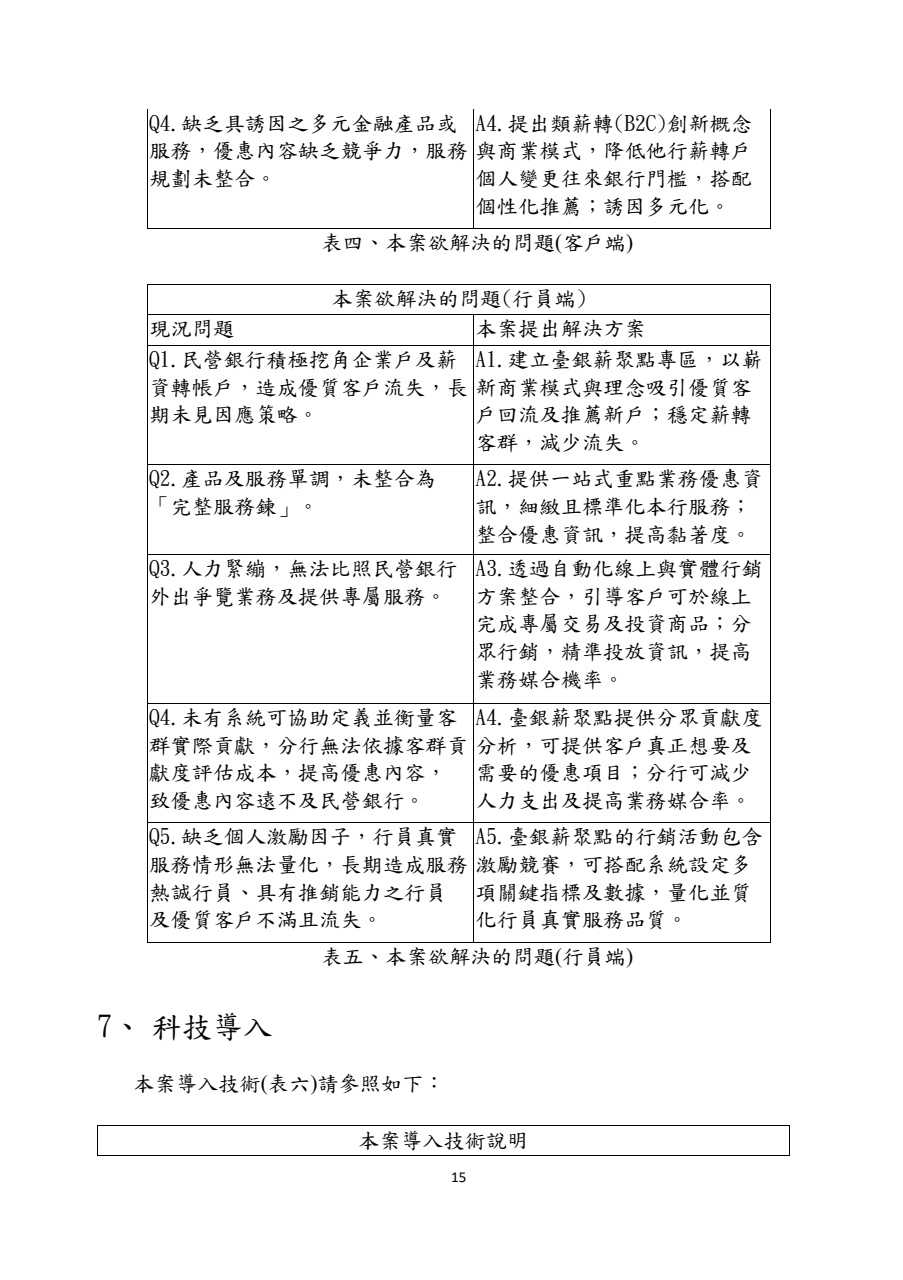 Q4.缺乏具誘因之多元金融產品或
服務，優惠內容缺乏競爭力，服務
規劃未整合。
A4.提出類薪轉(B2C)創新概念
與商業模式，降低他行薪轉戶
個人變更往來銀行門檻，搭配
個性化推薦；誘因多元化。
表四、本案欲解決的問題(客戶端)
本案欲解決的問題(行員端)
現況問題
本案提出解決方案
Q1.民營銀行積極挖角企業戶及薪
資轉帳戶，造成優質客戶流失，長
期未見因應策略。
A1.建立臺銀薪聚點專區，以嶄
新商業模式與理念吸引優質客
戶回流及推薦新戶；穩定薪轉
客群，減少流失。
Q2.產品及服務單調，未整合為
「完整服務鍊」。
A2.提供一站式重點業務優惠資
訊，細緻且標準化本行服務；
整合優惠資訊，提高黏著度。
Q3.人力緊繃，無法比照民營銀行
外出爭覽業務及提供專屬服務。
A3.透過自動化線上與實體行銷
方案整合，引導客戶可於線上
完成專屬交易及投資商品；分
眾行銷，精準投放資訊，提高
業務媒合機率。
Q4.未有系統可協助定義並衡量客
群實際貢獻，分行無法依據客群貢
獻度評估成本，提高優惠內容，
致優惠內容遠不及民營銀行。
A4.臺銀薪聚點提供分眾貢獻度
分析，可提供客戶真正想要及
需要的優惠項目；分行可減少
人力支出及提高業務媒合率。
Q5.缺乏個人激勵因子，行員真實
服務情形無法量化，長期造成服務
熱誠行員、具有推銷能力之行員
及優質客戶不滿且流失。
A5.臺銀薪聚點的行銷活動包含
激勵競賽，可搭配系統設定多
項關鍵指標及數據，量化並質
化行員真實服務品質。
表五、本案欲解決的問題(行員端)
7、 科技導入
本案導入技術(表六)請參照如下：
本案導入技術說明
15